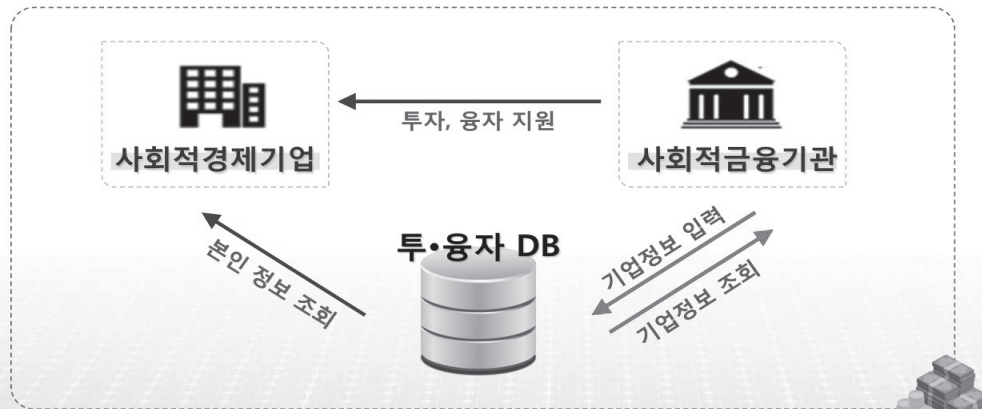 투자, 융자 지원
사회적경제기업
사회적금융기관
본인 정보 조회
투•융자 DB
기업정보 입력
기업정보 조회